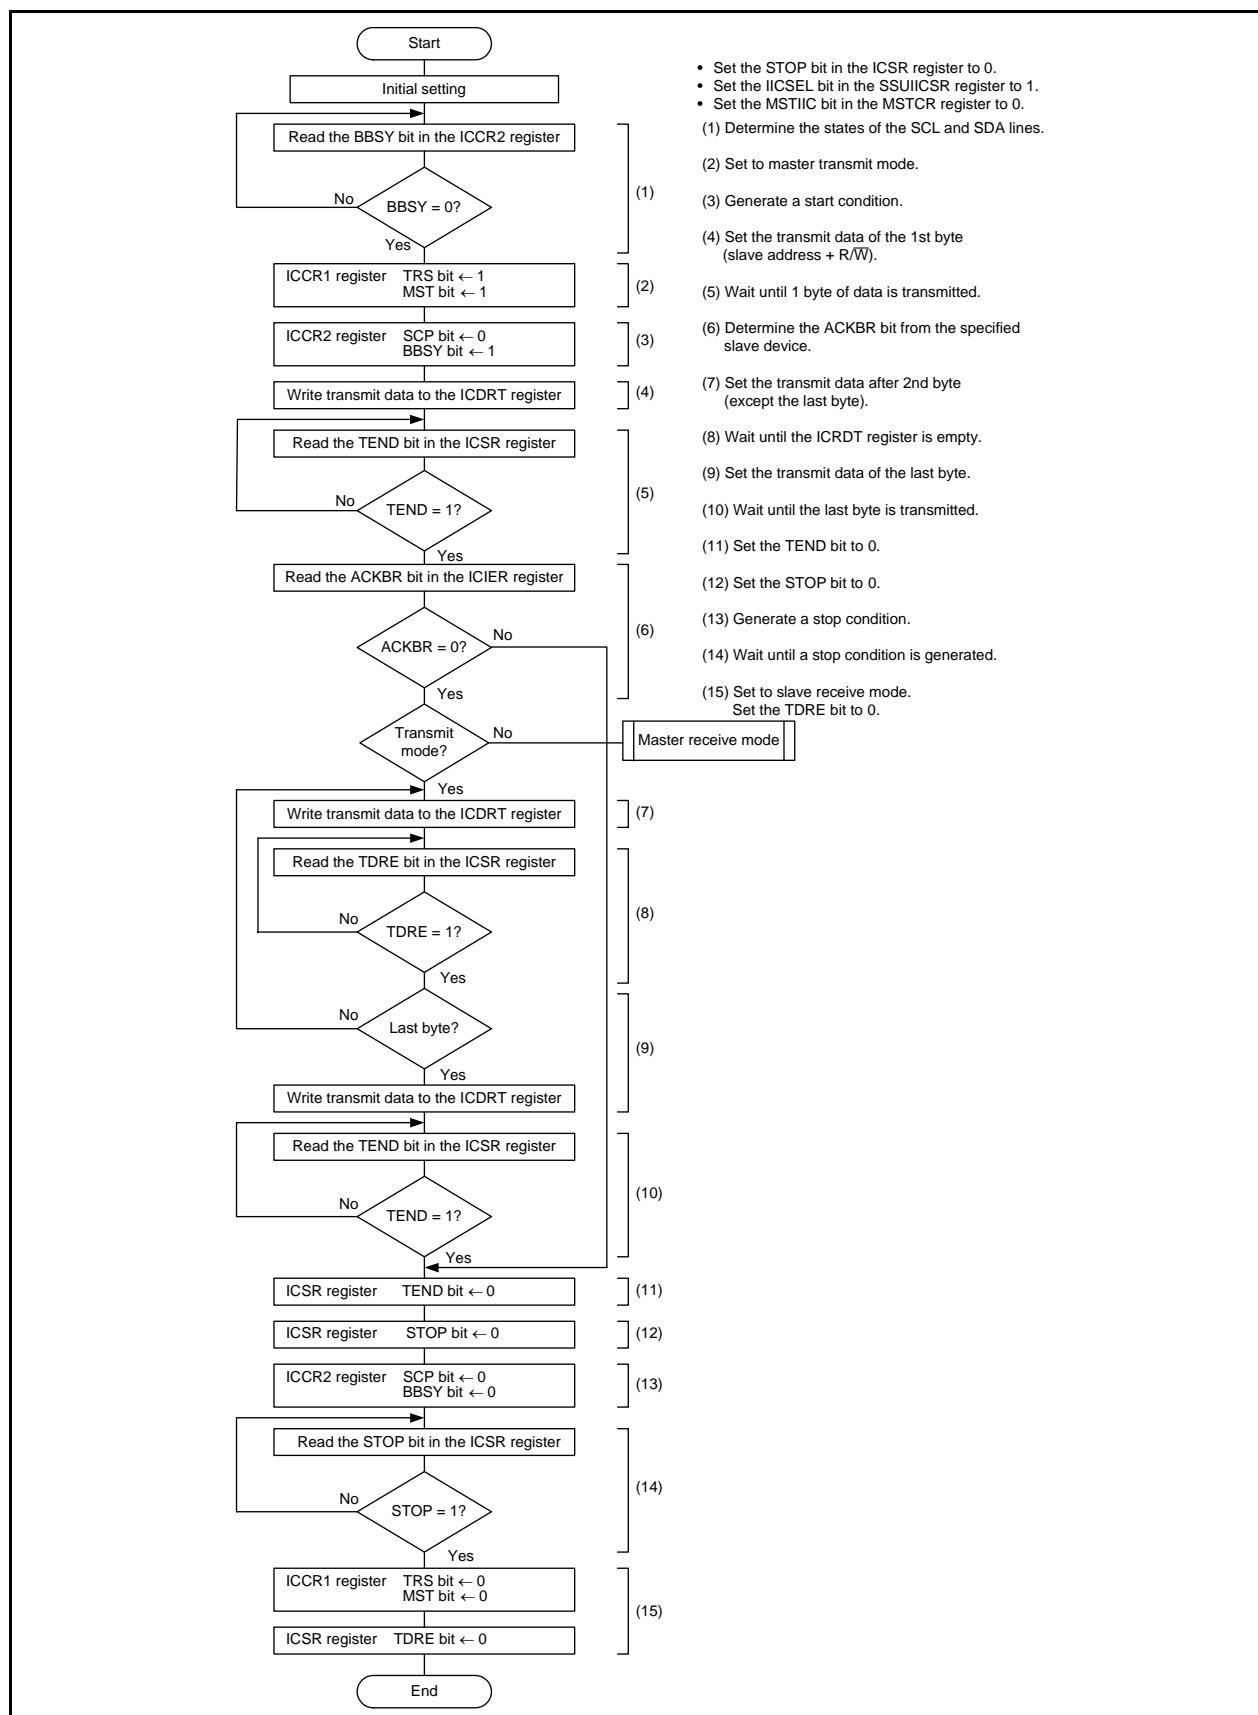 Start
Initial setting
Read the BBSY bit in the ICCR2 register
No
BBSY = 0?
Yes
(1)
ICCR1 register TRS bit ← 1
MST bit ← 1
(2)
ICCR2 register SCP bit ← 0
BBSY bit ← 1
(3)
Write transmit data to the ICDRT register
(4)
Read the TEND bit in the ICSR register
No
TEND = 1?
Yes
(5)
Read the ACKBR bit in the ICIER register
ACKBR = 0?
No
Yes
(6)
Transmit
mode?
No
Master receive mode
Yes
Write transmit data to the ICDRT register
(7)
Read the TDRE bit in the ICSR register
No
TDRE = 1?
Yes
(8)
No
Last byte?
Yes
(9)
Write transmit data to the ICDRT register
Read the TEND bit in the ICSR register
No
TEND = 1?
Yes
(10)
ICSR register TEND bit ← 0
(11)
ICSR register STOP bit ← 0
(12)
ICCR2 register SCP bit ← 0
BBSY bit ← 0
(13)
Read the STOP bit in the ICSR register
No
STOP = 1?
Yes
(14)
ICCR1 register TRS bit ← 0
MST bit ← 0
(15)
ICSR register TDRE bit ← 0
End
• Set the STOP bit in the ICSR register to 0.
• Set the IICSEL bit in the SSUIICSR register to 1.
• Set the MSTIIC bit in the MSTCR register to 0.
(1) Determine the states of the SCL and SDA lines.
(2) Set to master transmit mode.
(3) Generate a start condition.
(4) Set the transmit data of the 1st byte
(slave address + R/W̅).
(5) Wait until 1 byte of data is transmitted.
(6) Determine the ACKBR bit from the specified
slave device.
(7) Set the transmit data after 2nd byte
(except the last byte).
(8) Wait until the ICRDT register is empty.
(9) Set the transmit data of the last byte.
(10) Wait until the last byte is transmitted.
(11) Set the TEND bit to 0.
(12) Set the STOP bit to 0.
(13) Generate a stop condition.
(14) Wait until a stop condition is generated.
(15) Set to slave receive mode.
Set the TDRE bit to 0.